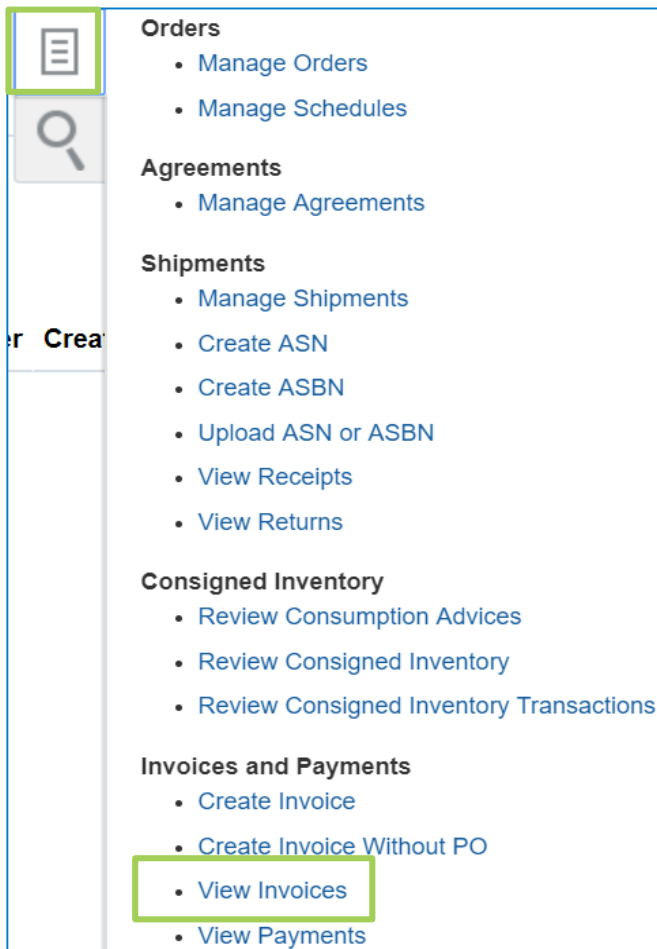 Orders
• Manage Orders
• Manage Schedules
Agreements
• Manage Agreements
Shipments
• Manage Shipments
er Crea
• Create ASN
• Create ASBN
• Upload ASN or ASBN
• View Receipts
• View Returns
Consigned Inventory
• Review Consumption Advices
• Review Consigned Inventory
• Review Consigned Inventory Transactions
Invoices and Payments
• Create Invoice
• Create Invoice Without PO
• View Invoices
• View Payments